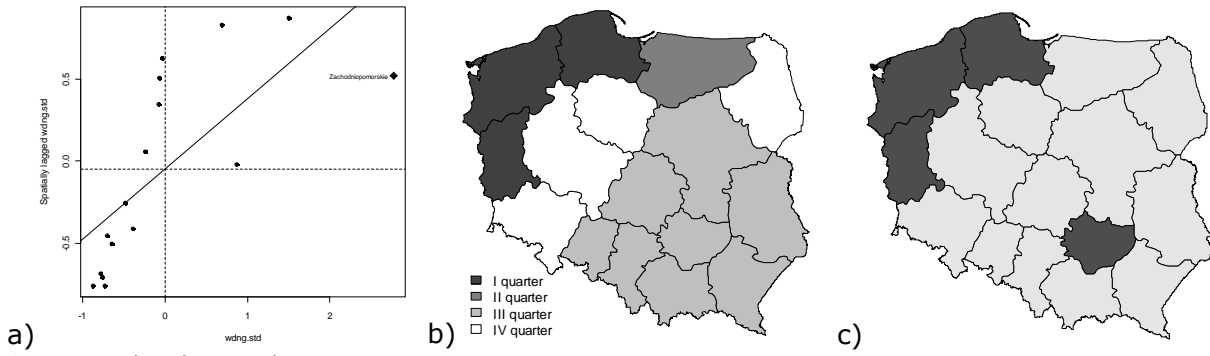 0.5
0.0
-0.5
Spatially lagged wdng.std
Zachodniopomorskie
-1 0 1 2
wdng.std
a)
I quarter
II quarter
III quarter
IV quarter
b)
c)